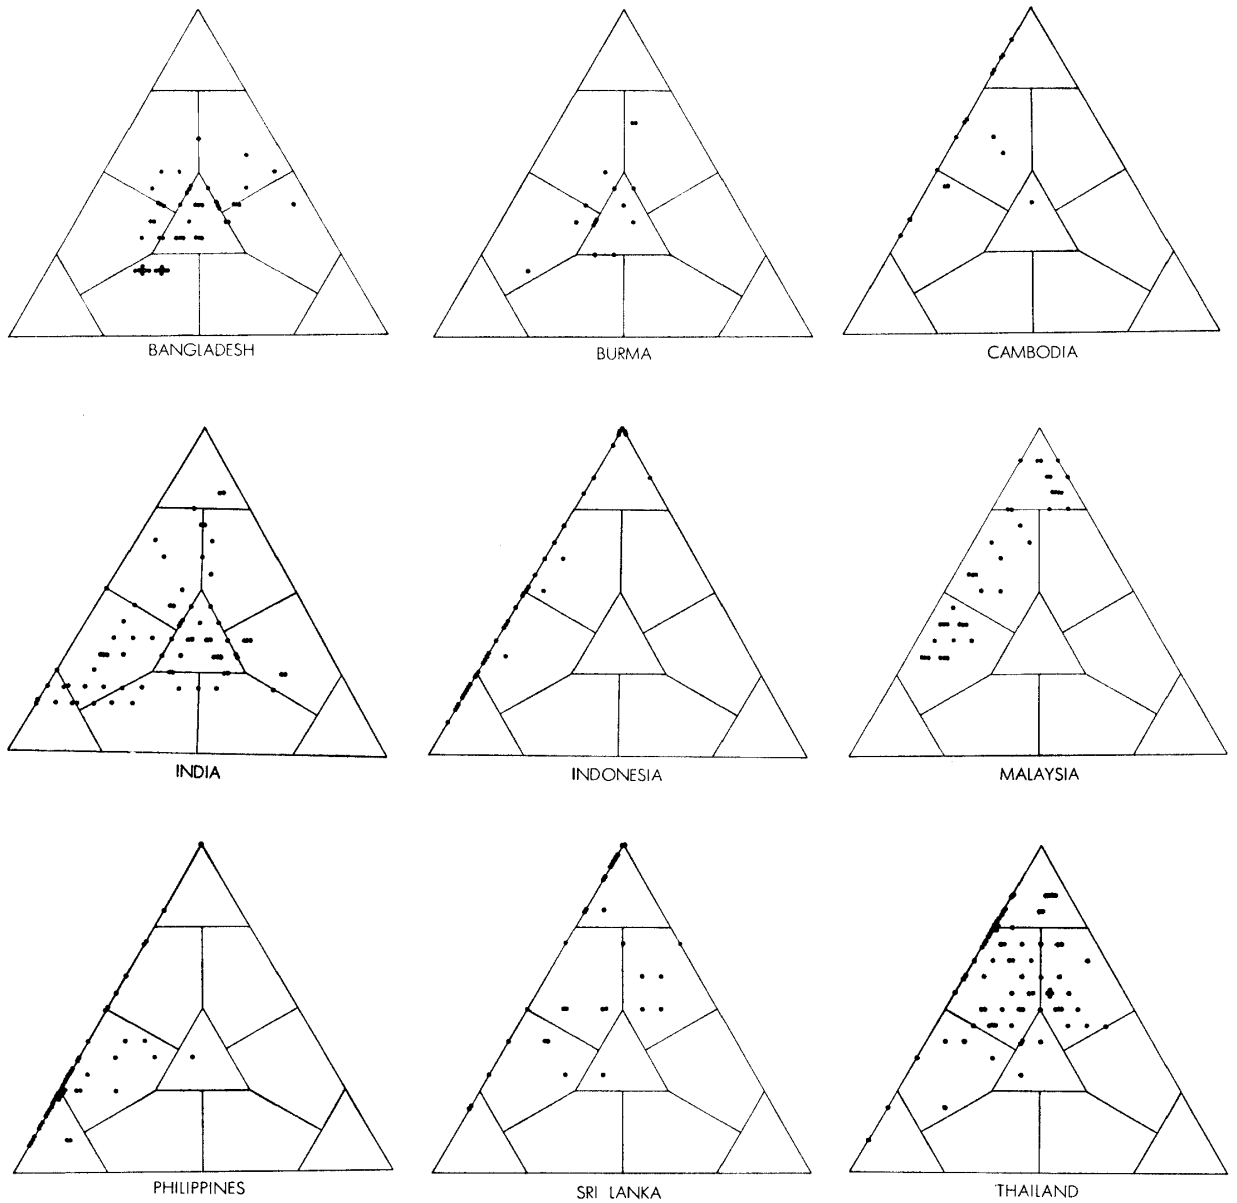 BANGLADESH
BURMA
CAMBODIA
INDIA
INDONESIA
MALAYSIA
PHILIPPINES
SRI LANKA
THAILAND